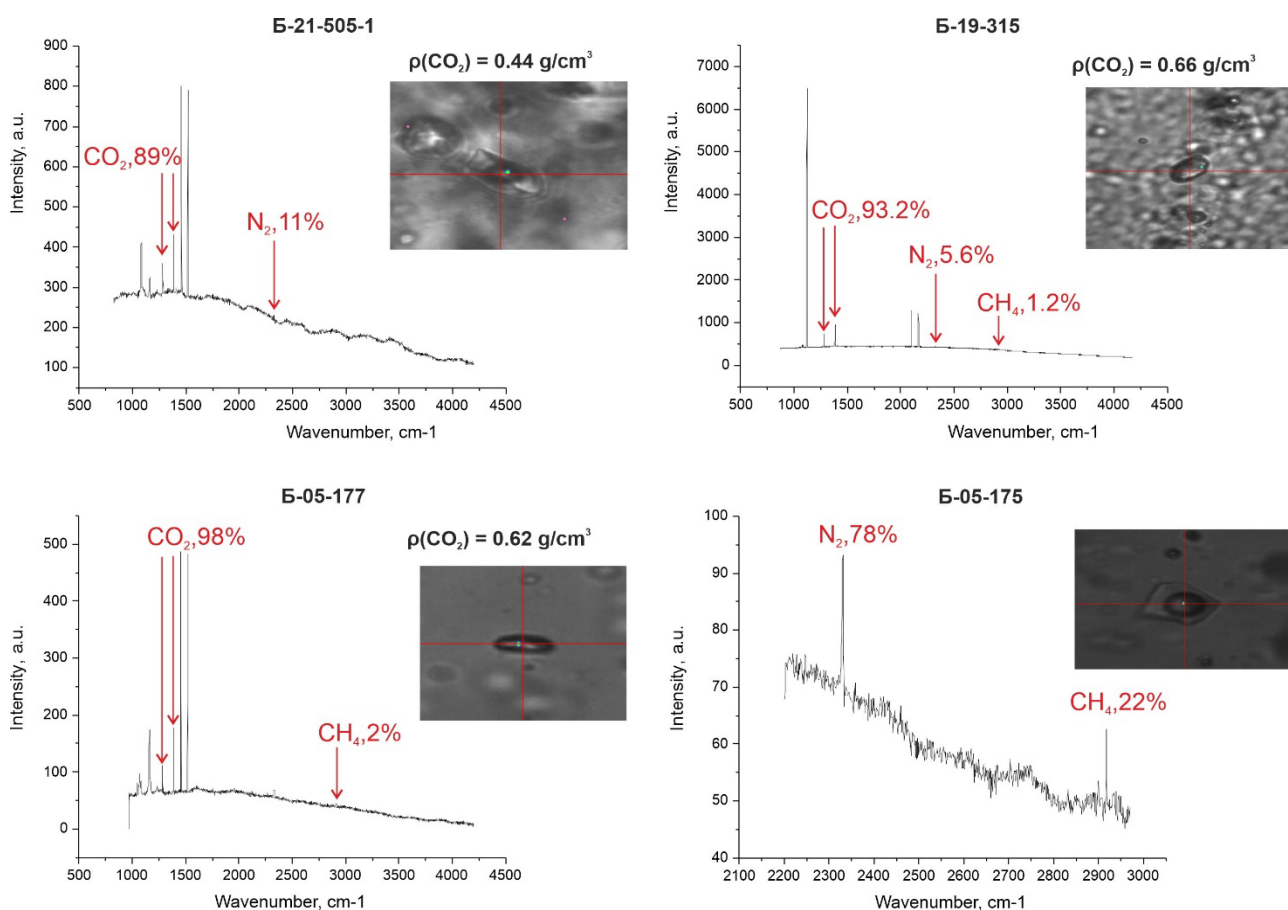 Б-21-505-1
ρ(CO₂) = 0.44 g/cm³
CO₂,89%
N₂,11%
Intensity, a.u.
900
800
700
600
500
400
300
200
100
500 1000 1500 2000 2500 3000 3500 4000 4500
Wavenumber, cm-1
Б-19-315
ρ(CO₂) = 0.66 g/cm³
CO₂,93.2%
N₂,5.6%
CH₄,1.2%
Intensity, a.u.
7000
6000
5000
4000
3000
2000
1000
0
500 1000 1500 2000 2500 3000 3500 4000 4500
Wavenumber, cm-1
Б-05-177
CO₂,98%
ρ(CO₂) = 0.62 g/cm³
CH₄,2%
Intensity, a.u.
500
400
300
200
100
0
500 1000 1500 2000 2500 3000 3500 4000 4500
Wavenumber, cm-1
Б-05-175
N₂,78%
CH₄,22%
Intensity, a.u.
100
90
80
70
60
50
40
2100 2200 2300 2400 2500 2600 2700 2800 2900 3000
Wavenumber, cm-1